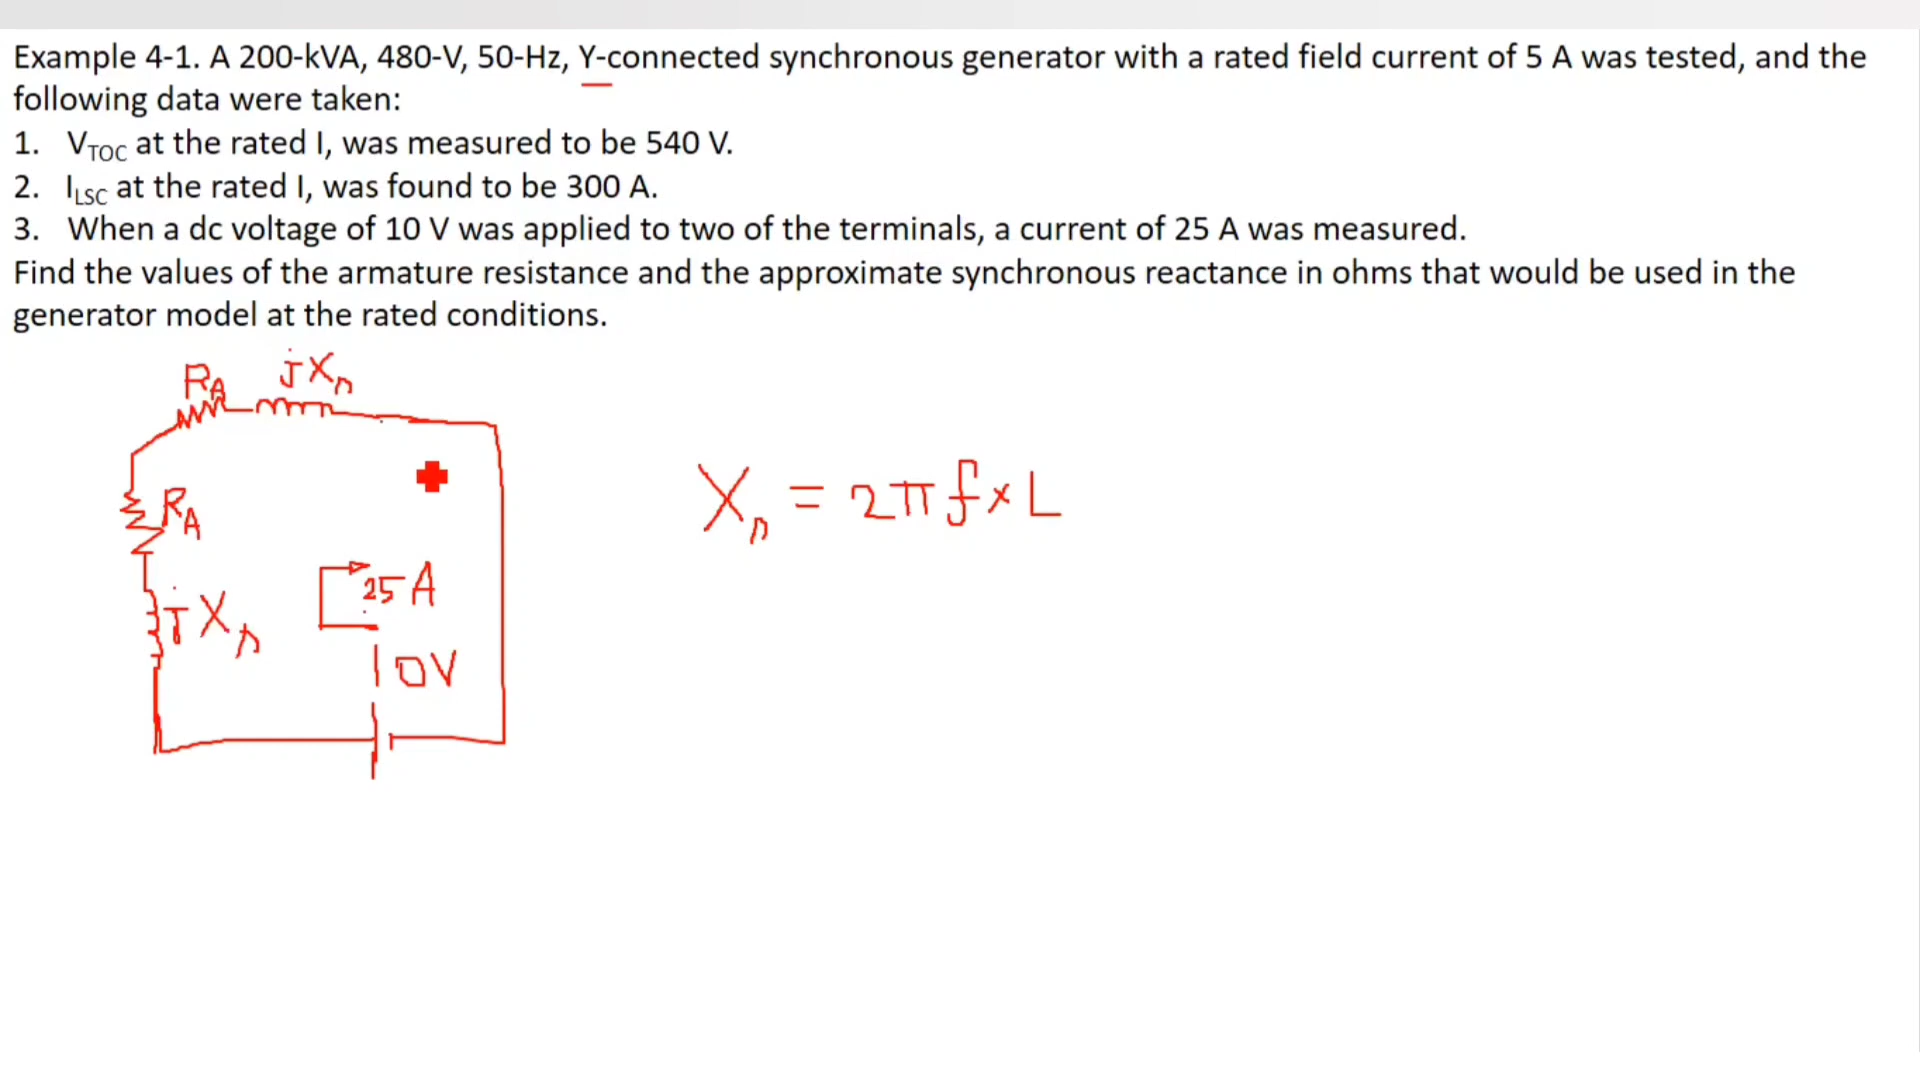 Example 4-1. A 200-kVA, 480-V, 50-Hz, Y-connected synchronous generator with a rated field current of 5 A was tested, and the
following data were taken:
1. VTOC at the rated I, was measured to be 540 V.
2. ILSC at the rated I, was found to be 300 A.
3. When a dc voltage of 10 V was applied to two of the terminals, a current of 25 A was measured.
Find the values of the armature resistance and the approximate synchronous reactance in ohms that would be used in the
generator model at the rated conditions.
RA jXs
RA
jXs
25 A
10V
Xs = 2πf×L